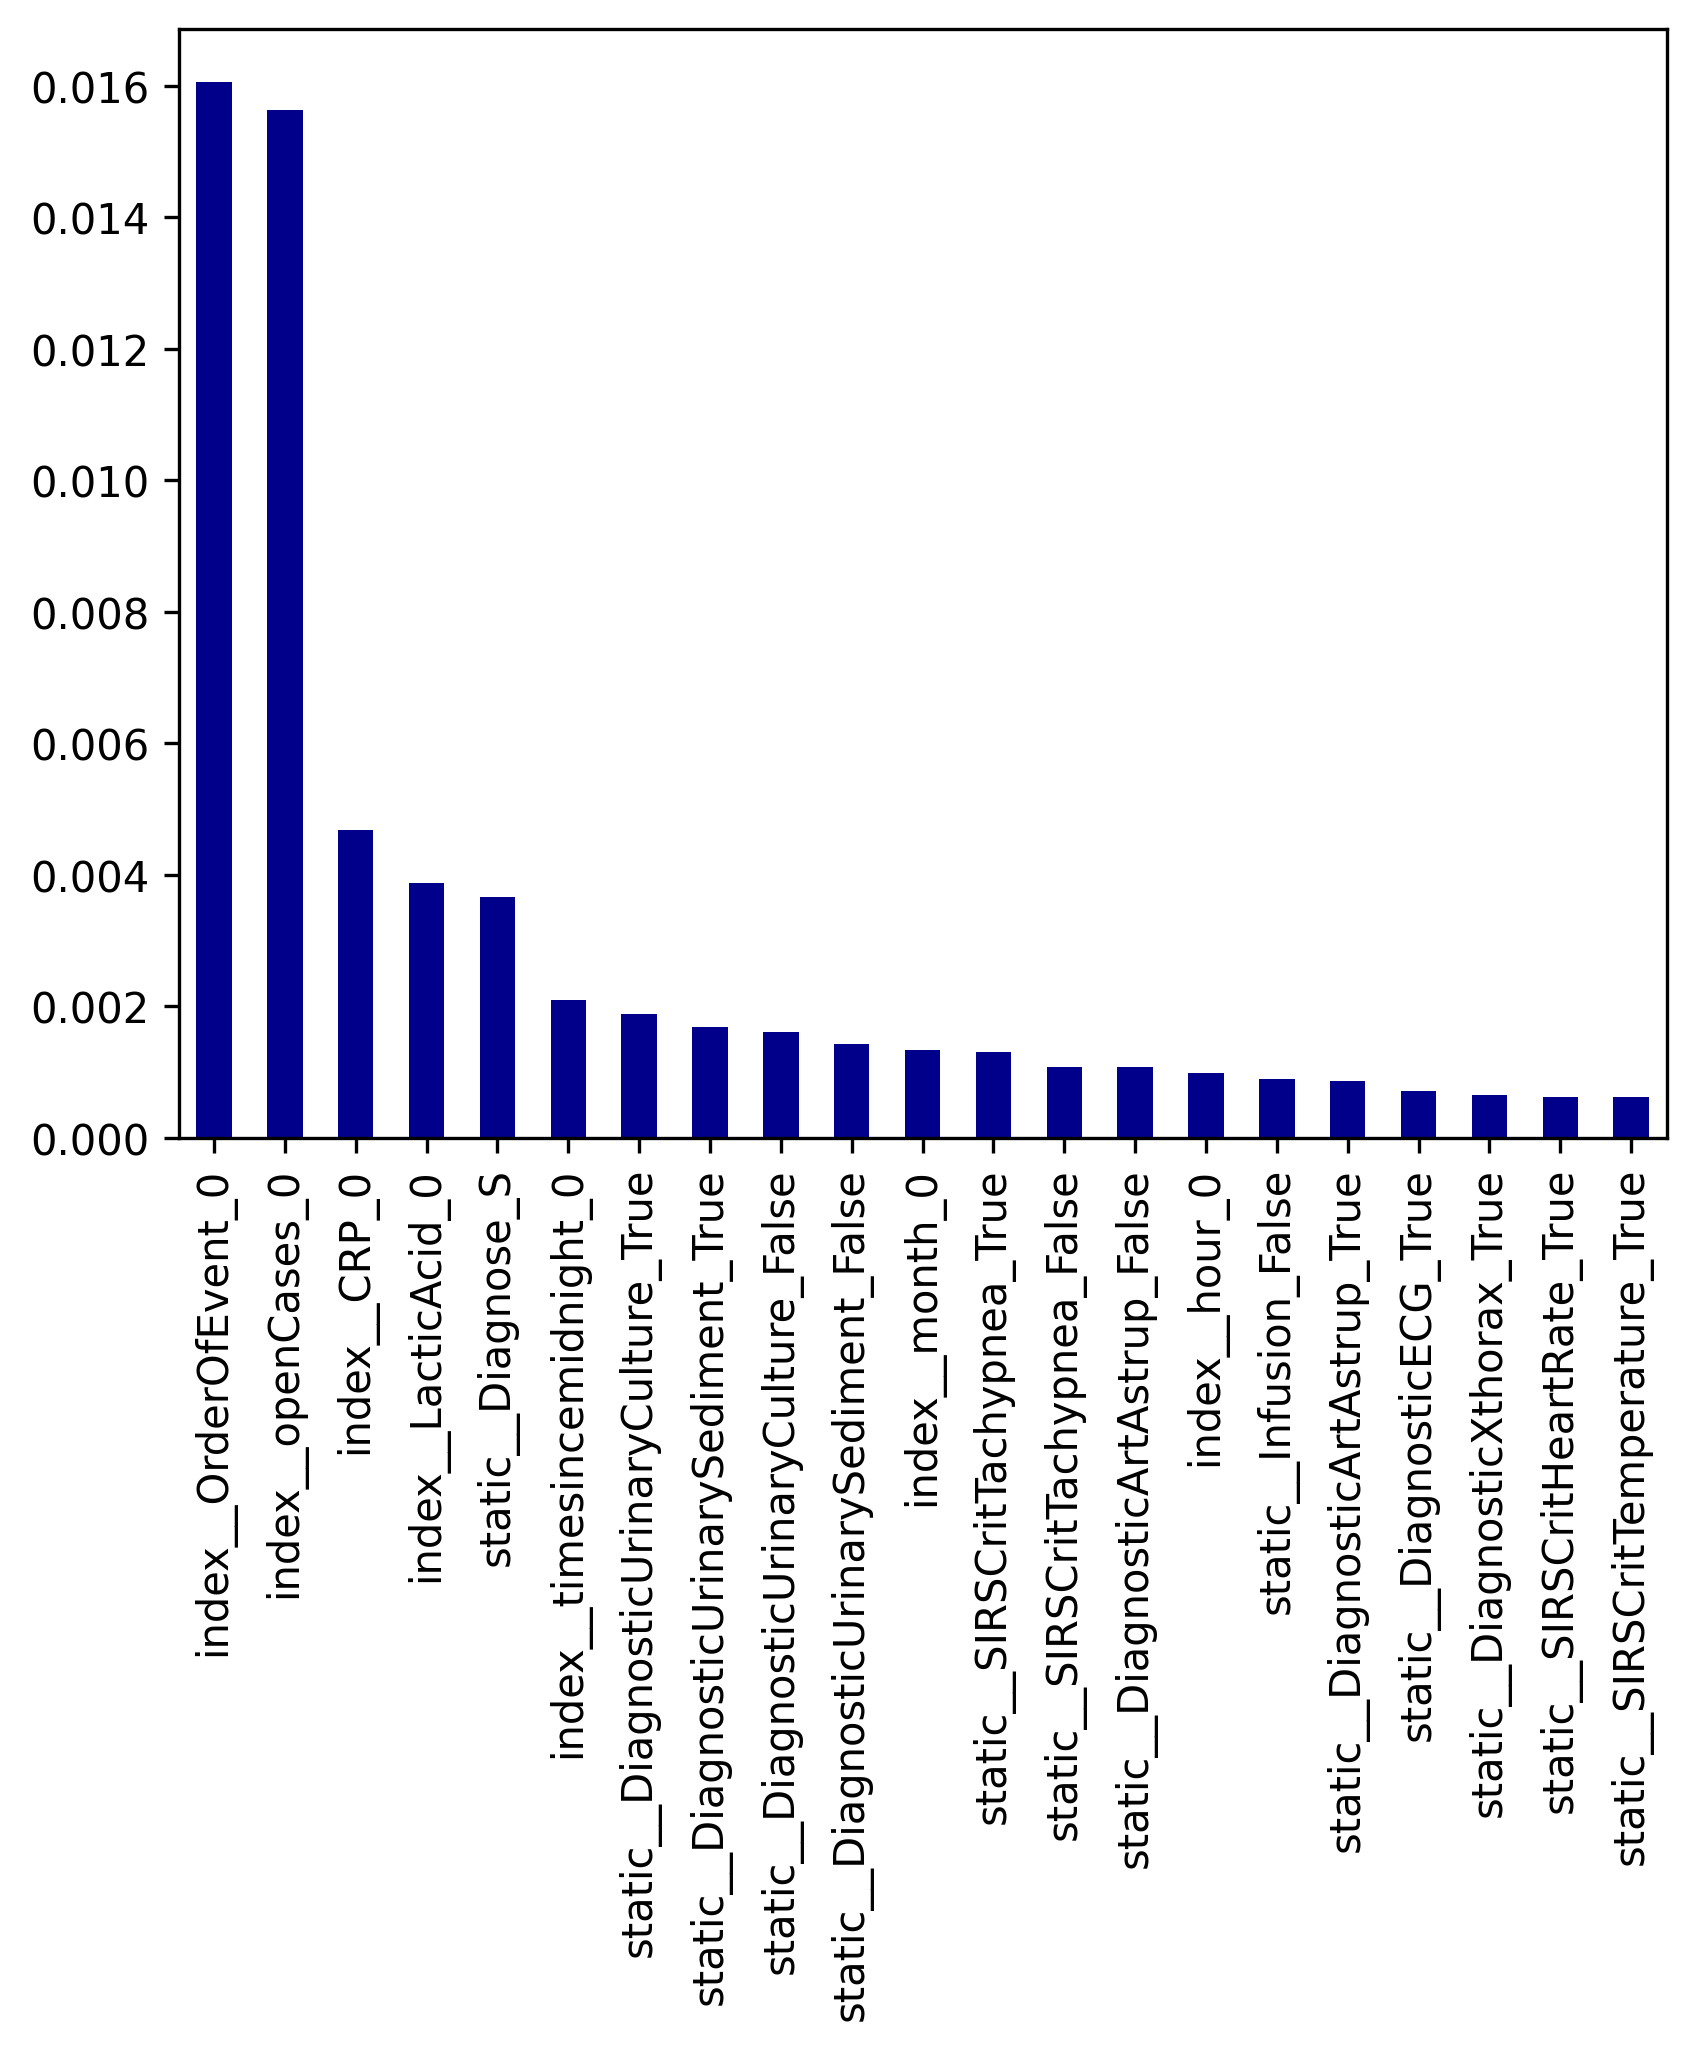 0.016
0.014
0.012
0.010
0.008
0.006
0.004
0.002
0.000
index__OrderOfEvent_0
index__openCases_0
index__CRP_0
index__LacticAcid_0
static__Diagnose_S
index__timesincemidnight_0
static__DiagnosticUrinaryCulture_True
static__DiagnosticUrinarySediment_True
static__DiagnosticUrinaryCulture_False
static__DiagnosticUrinarySediment_False
index__month_0
static__SIRSCritTachypnea_True
static__SIRSCritTachypnea_False
static__DiagnosticArtAstrup_False
index__hour_0
static__Infusion_False
static__DiagnosticArtAstrup_True
static__DiagnosticECG_True
static__DiagnosticXthorax_True
static__SIRSCritHeartRate_True
static__SIRSCritTemperature_True